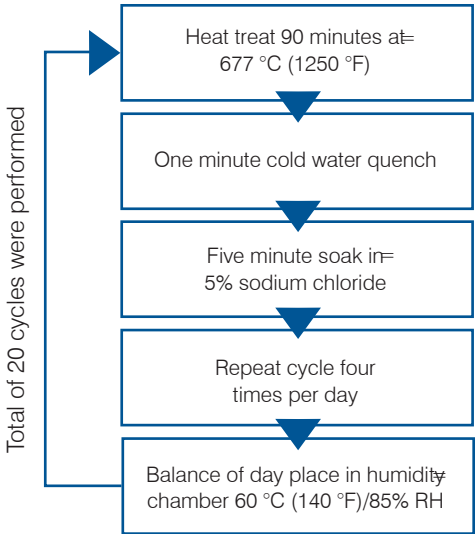 Heat treat 90 minutes at=
677 °C (1250 °F)
One minute cold water quench
Five minute soak in=
5% sodium chloride
Repeat cycle four
times per day
Balance of day place in humidity=
chamber 60 °C (140 °F)/85% RH
Total of 20 cycles were performed